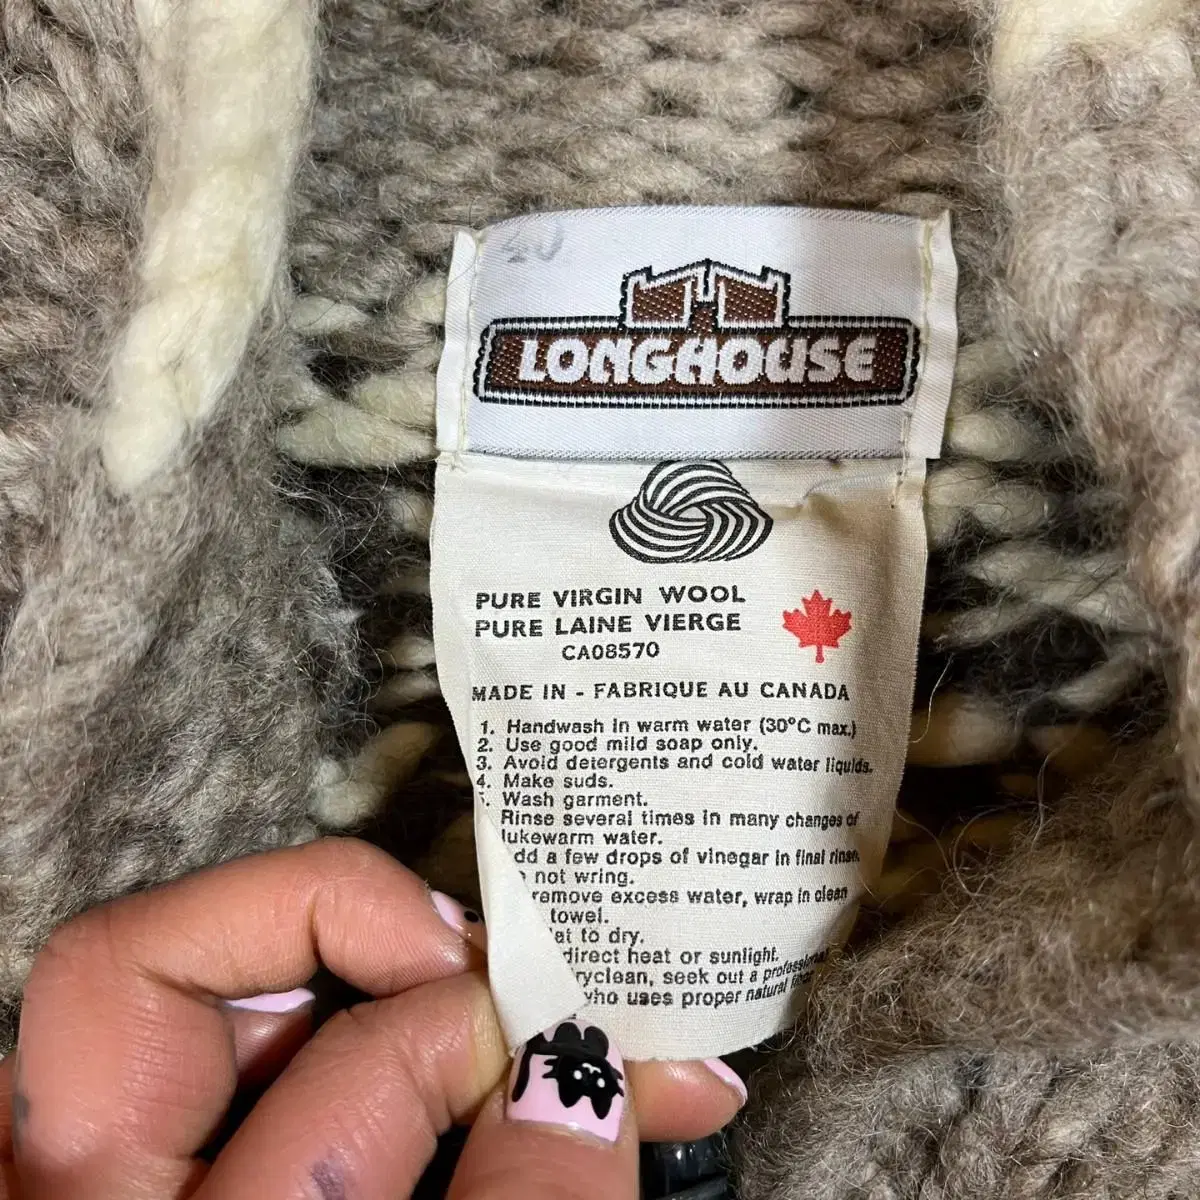 40
LONGHOUSE
PURE VIRGIN WOOL
PURE LAINE VIERGE
CA08570
MADE IN - FABRIQUE AU CANADA
1. Handwash in warm water (30°C max.)
2. Use good mild soap only.
3. Avoid detergents and cold water liquids.
4. Make suds.
Wash garment.
Rinse several times in many changes of
lukewarm water.
dd a few drops of vinegar in final rinse.
not wring.
remove excess water, wrap in clean
towel.
at to dry.
direct heat or sunlight.
ryclean, seek out a professional
who uses proper natural